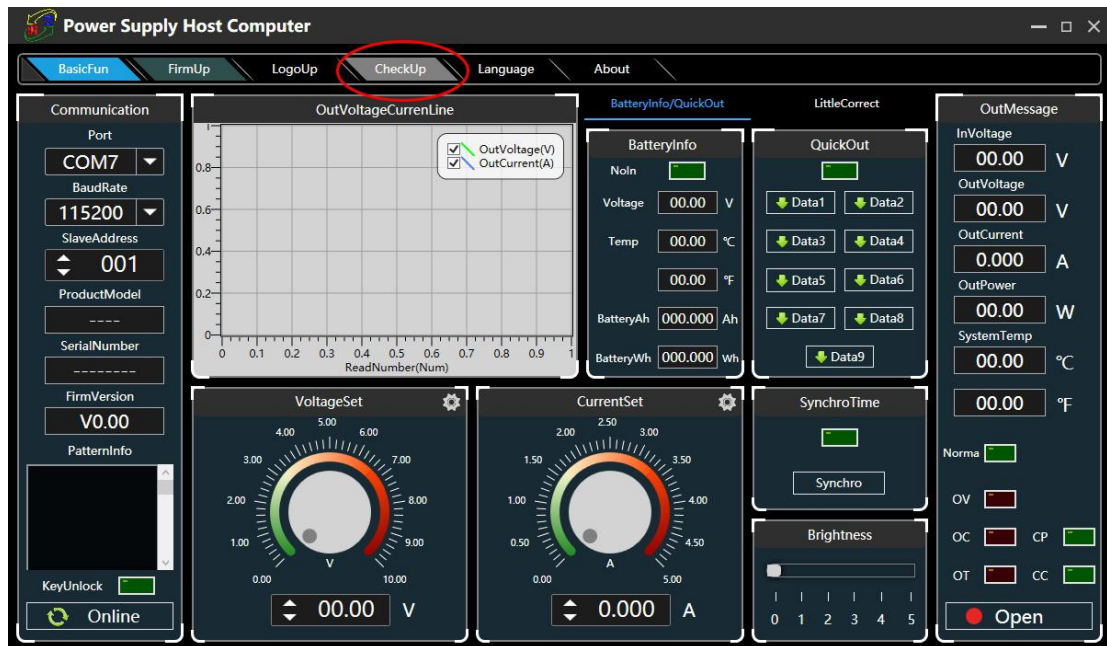 Power Supply Host Computer
BasicFun FirmUp LogoUp CheckUp Language About
Communication
Port
COM7
BaudRate
115200
SlaveAddress
001
ProductModel
----
SerialNumber
--------
FirmVersion
V0.00
PatternInfo
KeyUnlock
Online
OutVoltageCurrenLine
OutVoltage(V)
OutCurrent(A)
1
0.8
0.6
0.4
0.2
0
0 0.1 0.2 0.3 0.4 0.5 0.6 0.7 0.8 0.9 1
ReadNumber(Num)
BatteryInfo/QuickOut LittleCorrect
BatteryInfo
NoIn
Voltage 00.00 V
Temp 00.00 ℃
00.00 ℉
BatteryAh 000.000 Ah
BatteryWh 000.000 Wh
QuickOut
Data1 Data2
Data3 Data4
Data5 Data6
Data7 Data8
Data9
VoltageSet
5.00
4.00 6.00
3.00 7.00
2.00 8.00
1.00 9.00
V
0.00 10.00
00.00 V
CurrentSet
2.50
2.00 3.00
1.50 3.50
1.00 4.00
0.50 4.50
A
0.00 5.00
0.000 A
SynchroTime
Synchro
Brightness
0 1 2 3 4 5
OutMessage
InVoltage
00.00 V
OutVoltage
00.00 V
OutCurrent
0.000 A
OutPower
00.00 W
SystemTemp
00.00 ℃
00.00 ℉
Norma
OV
OC CP
OT CC
Open